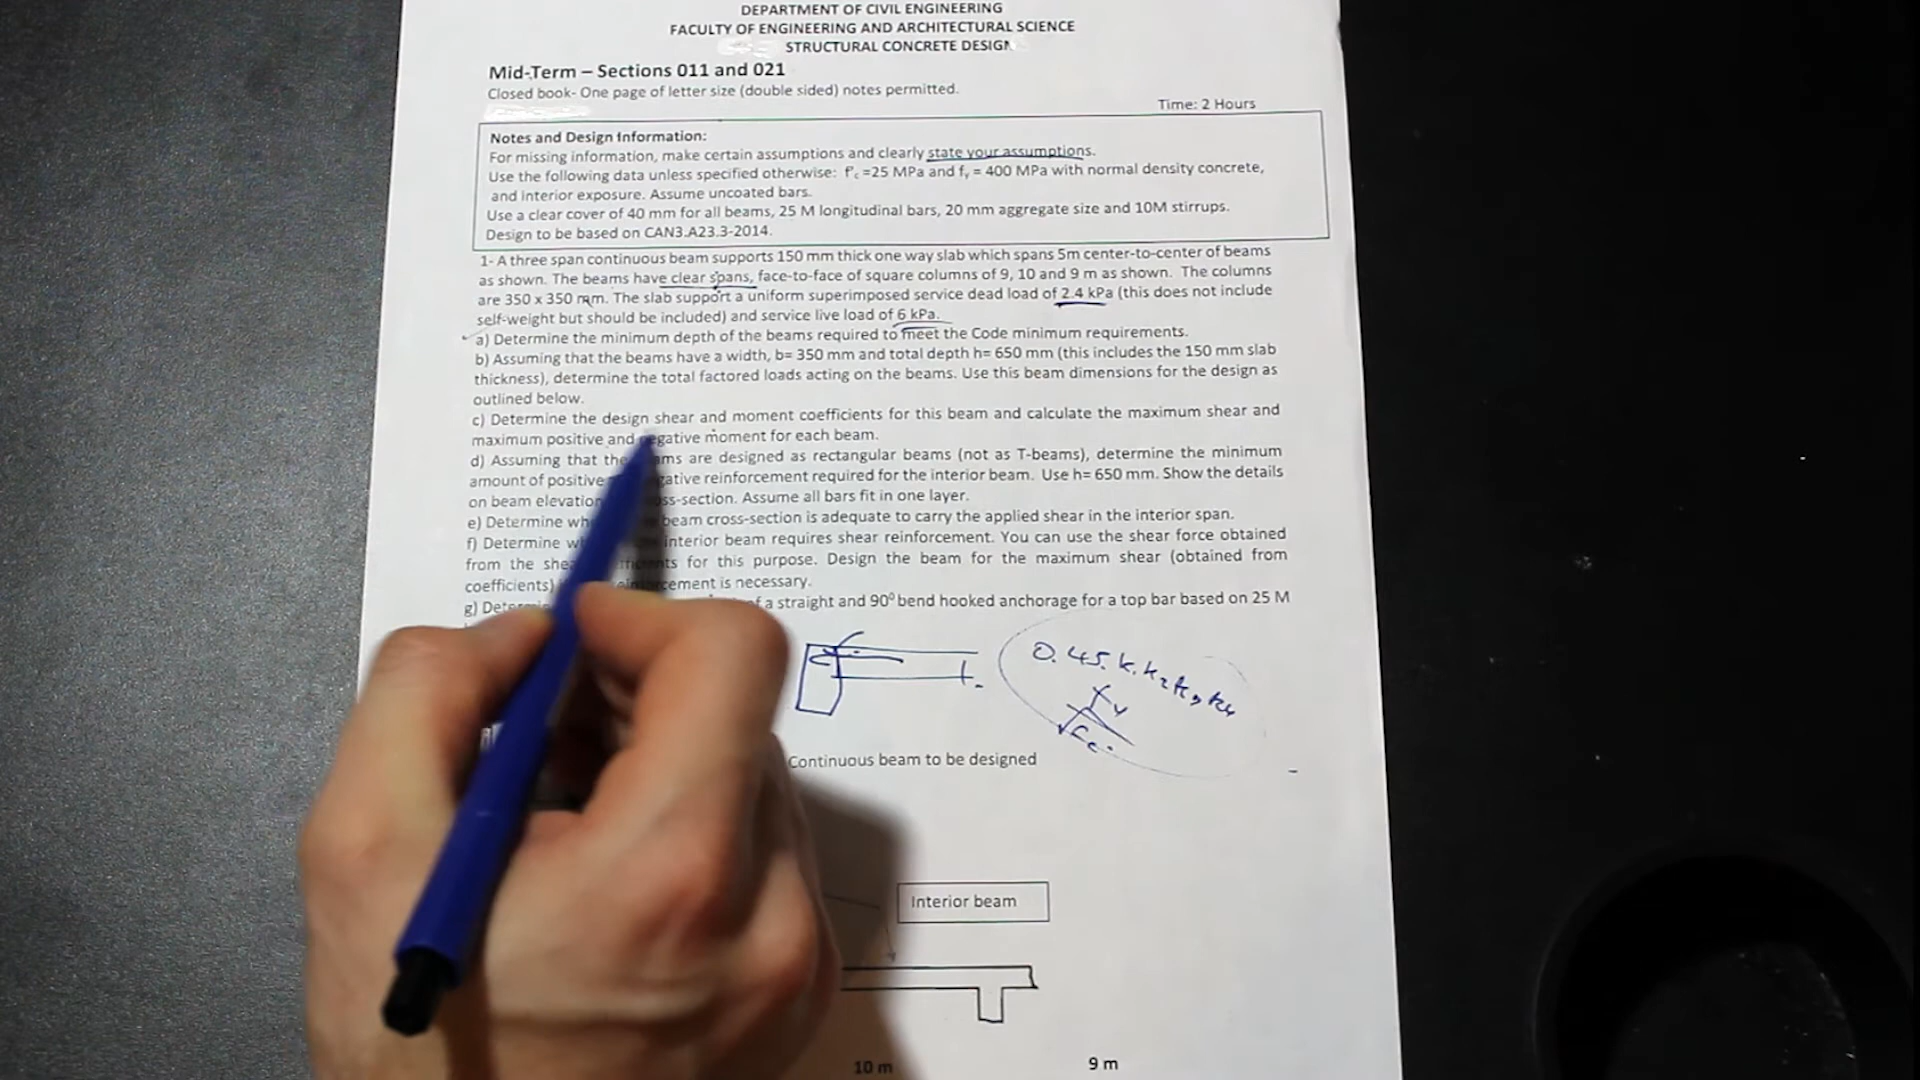 DEPARTMENT OF CIVIL ENGINEERING
FACULTY OF ENGINEERING AND ARCHITECTURAL SCIENCE
STRUCTURAL CONCRETE DESIGN
Mid-Term – Sections 011 and 021
Closed book- One page of letter size (double sided) notes permitted.
Time: 2 Hours
Notes and Design Information:
For missing information, make certain assumptions and clearly state your assumptions.
Use the following data unless specified otherwise: f'c =25 MPa and fy = 400 MPa with normal density concrete,
and interior exposure. Assume uncoated bars.
Use a clear cover of 40 mm for all beams, 25 M longitudinal bars, 20 mm aggregate size and 10M stirrups.
Design to be based on CAN3.A23.3-2014.
1- A three span continuous beam supports 150 mm thick one way slab which spans 5m center-to-center of beams
as shown. The beams have clear spans, face-to-face of square columns of 9, 10 and 9 m as shown. The columns
are 350 x 350 mm. The slab support a uniform superimposed service dead load of 2.4 kPa (this does not include
self-weight but should be included) and service live load of 6 kPa.
a) Determine the minimum depth of the beams required to meet the Code minimum requirements.
b) Assuming that the beams have a width, b= 350 mm and total depth h= 650 mm (this includes the 150 mm slab
thickness), determine the total factored loads acting on the beams. Use this beam dimensions for the design as
outlined below.
c) Determine the design shear and moment coefficients for this beam and calculate the maximum shear and
maximum positive and negative moment for each beam.
d) Assuming that the are designed as rectangular beams (not as T-beams), determine the minimum
amount of positive reinforcement required for the interior beam. Use h= 650 mm. Show the details
on beam elevation Assume all bars fit in one layer.
e) Determine beam cross-section is adequate to carry the applied shear in the interior span.
f) Determine interior beam requires shear reinforcement. You can use the shear force obtained
from the for this purpose. Design the beam for the maximum shear (obtained from
coefficients) is necessary.
g) of a straight and 90⁰ bend hooked anchorage for a top bar based on 25 M
0.45.k.k2k3k4
fy
√f'c
Continuous beam to be designed
Interior beam
10 m
9 m